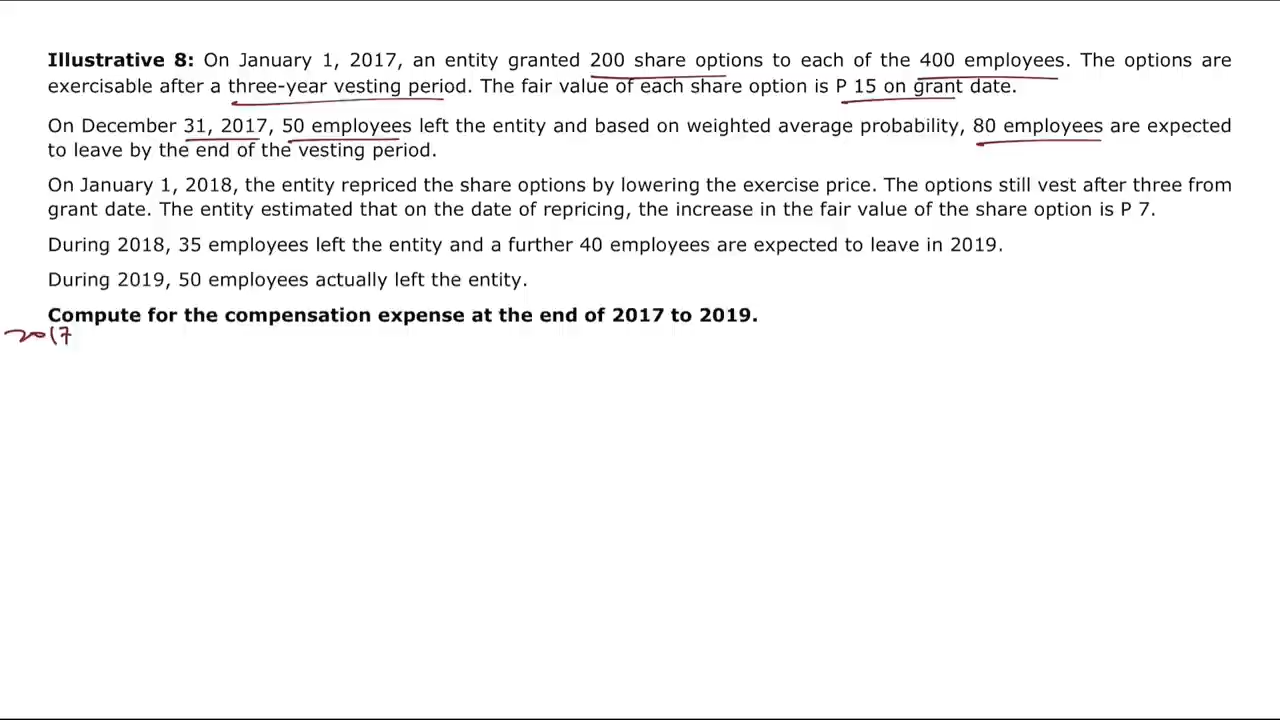 Illustrative 8: On January 1, 2017, an entity granted 200 share options to each of the 400 employees. The options are
exercisable after a three-year vesting period. The fair value of each share option is P 15 on grant date.
On December 31, 2017, 50 employees left the entity and based on weighted average probability, 80 employees are expected
to leave by the end of the vesting period.
On January 1, 2018, the entity repriced the share options by lowering the exercise price. The options still vest after three from
grant date. The entity estimated that on the date of repricing, the increase in the fair value of the share option is P 7.
During 2018, 35 employees left the entity and a further 40 employees are expected to leave in 2019.
During 2019, 50 employees actually left the entity.
Compute for the compensation expense at the end of 2017 to 2019.
2017